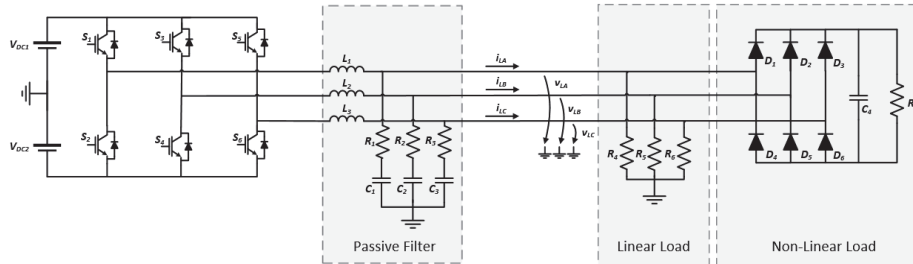 V_DC1
V_DC2
S_1
S_3
S_5
S_2
S_4
S_6
L_1
L_2
L_3
R_1
R_2
R_3
C_1
C_2
C_3
Passive Filter
i_LA
i_LB
i_LC
v_LA
v_LB
v_LC
R_4
R_5
R_6
Linear Load
D_1
D_2
D_3
D_4
D_5
D_6
C_4
R
Non-Linear Load